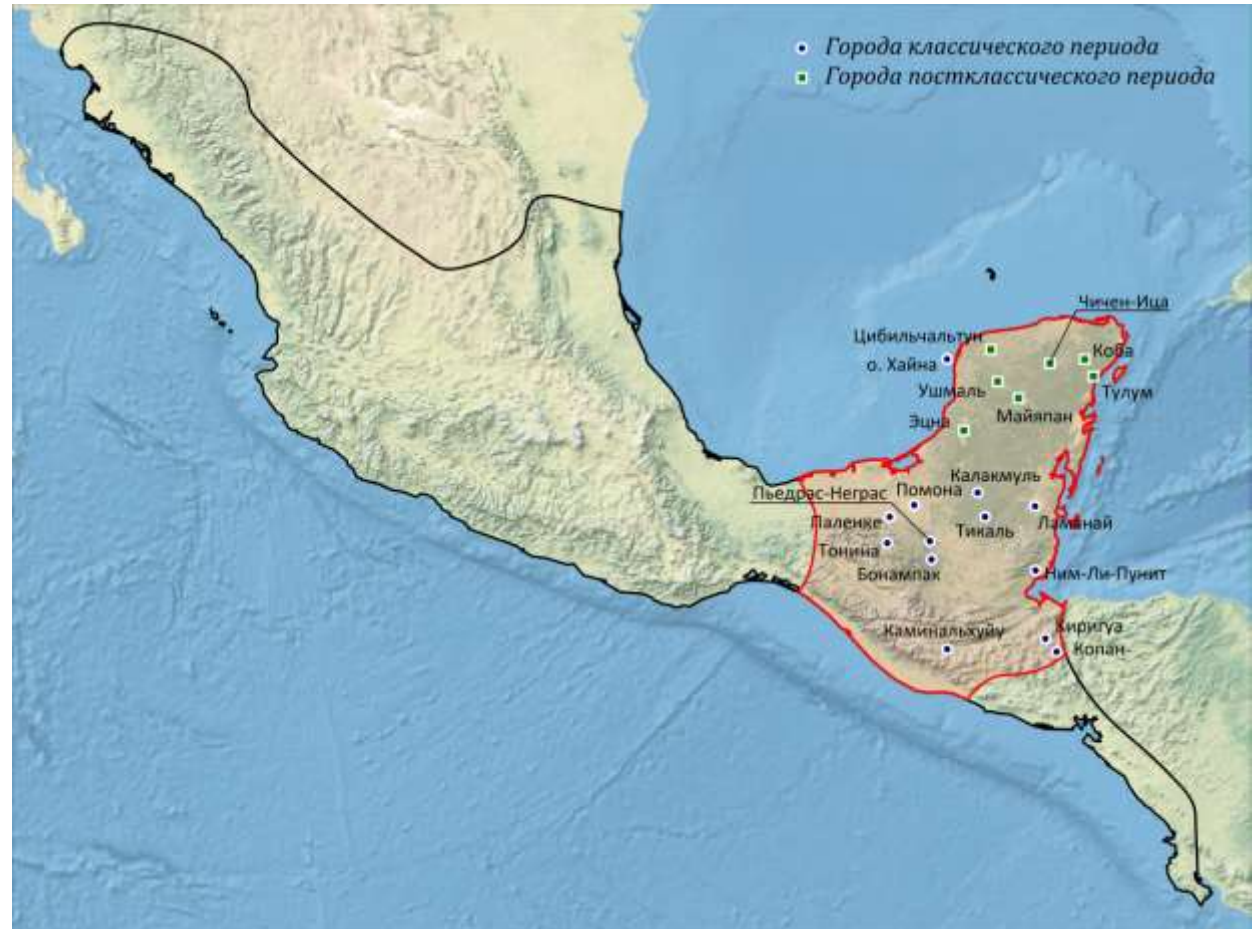 Города классического периода
Города постклассического периода
Чичен-Ица
Цибильчальтун
о. Хайна
Коба
Ушмаль
Тулум
Майяпан
Эцна
Калакмуль
Пьедрас-Неграс
Помона
Паленке
Ламанай
Тикаль
Тонина
Бонампак
Ним-Ли-Пунит
Каминальхуйу
Киригуа
Копан